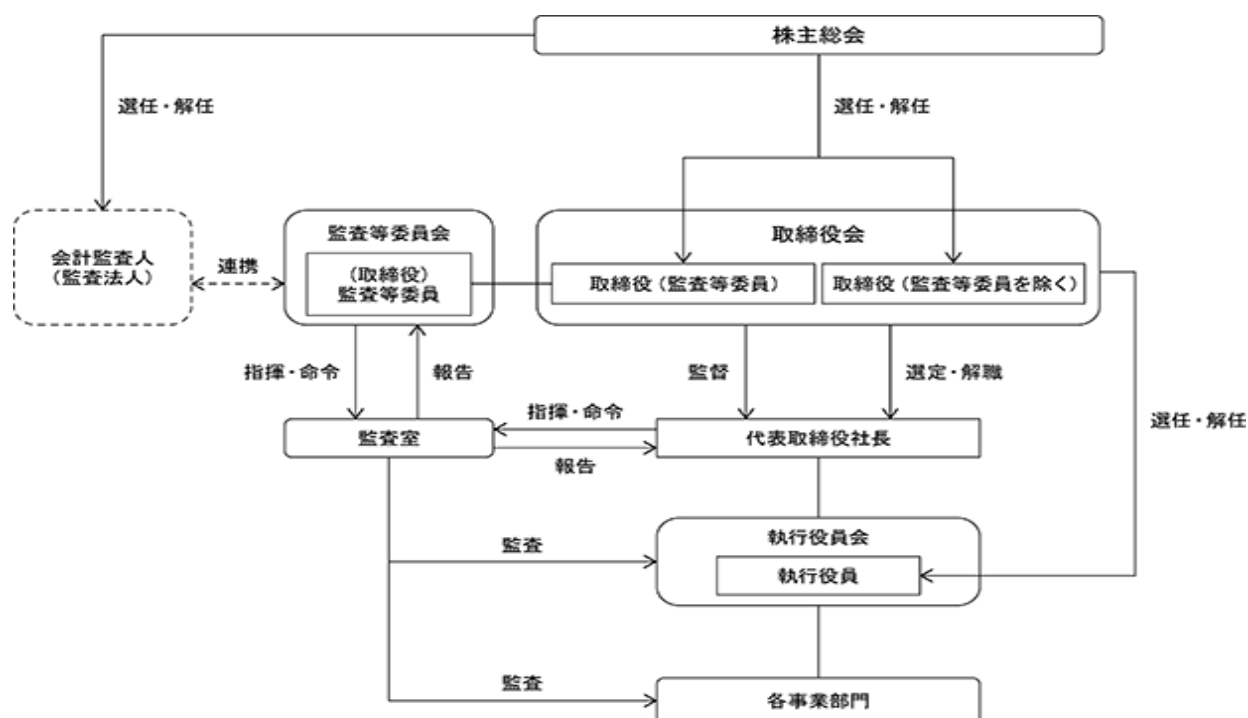 株主総会
選任・解任
選任・解任
会計監査人
(監査法人)
連携
監査等委員会
(取締役)
監査等委員
取締役会
取締役(監査等委員)
取締役(監査等委員を除く)
指揮・命令
報告
監督
選定・解職
選任・解任
監査室
指揮・命令
報告
代表取締役社長
監査
執行役員会
執行役員
監査
各事業部門